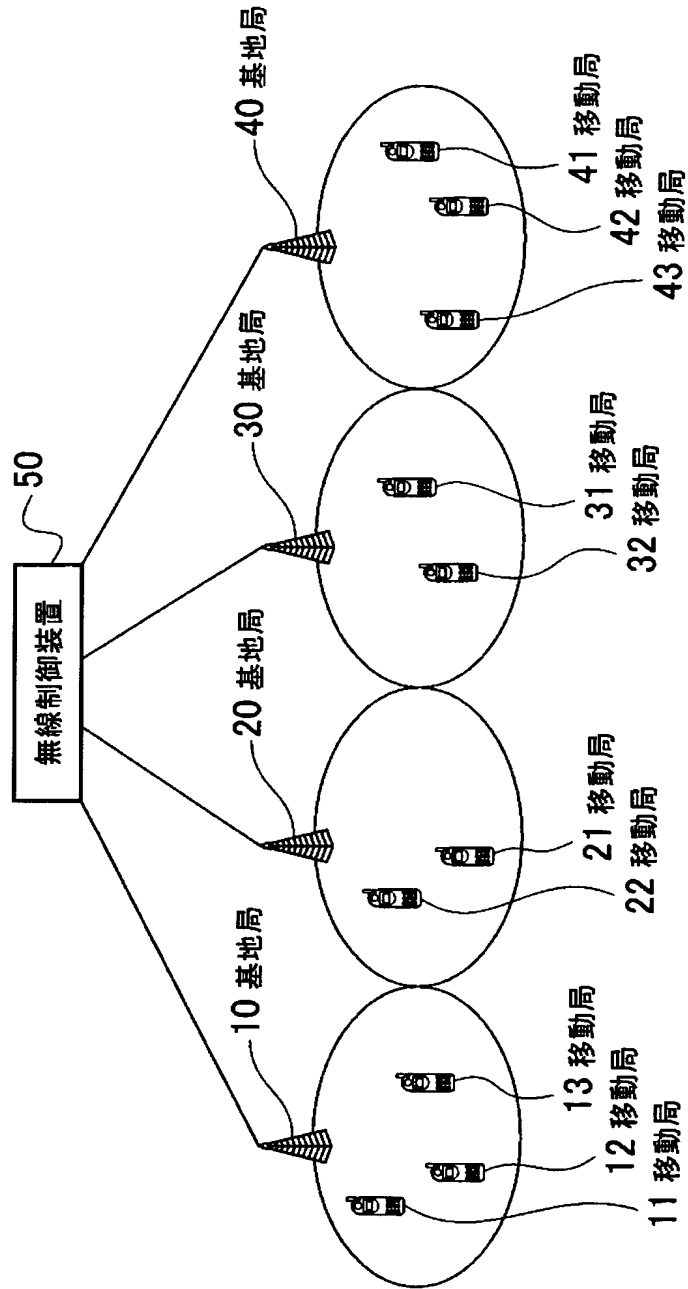 無線制御装置
50
10 基地局
20 基地局
30 基地局
40 基地局
11 移動局
12 移動局
13 移動局
22 移動局
21 移動局
32 移動局
31 移動局
43 移動局
42 移動局
41 移動局